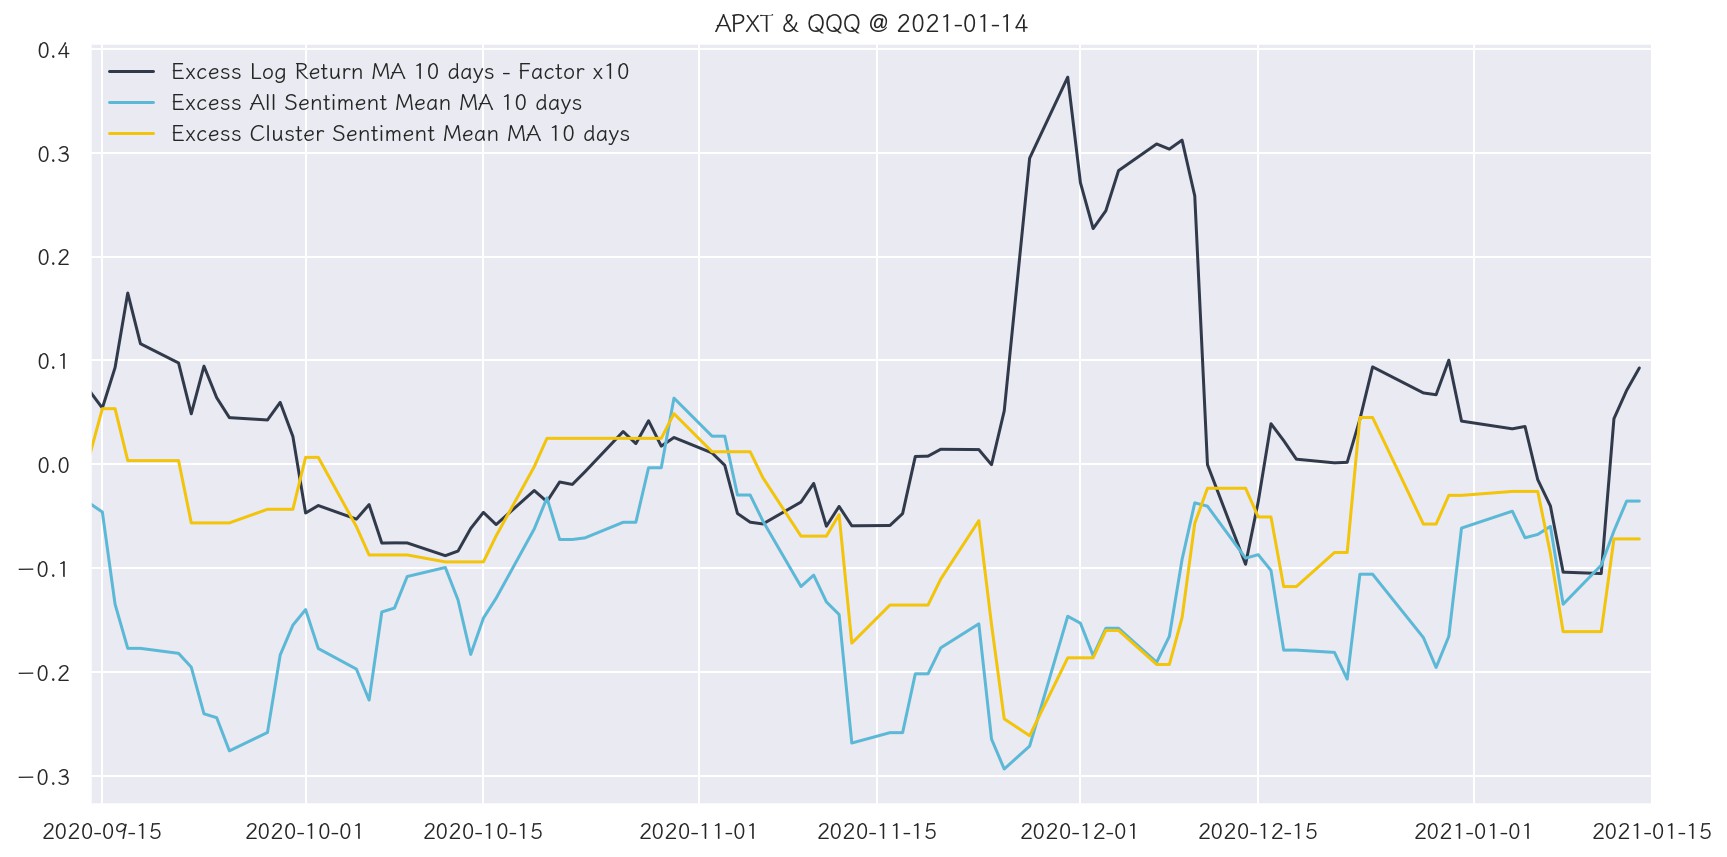 APXT & QQQ @ 2021-01-14
Excess Log Return MA 10 days - Factor x10
Excess All Sentiment Mean MA 10 days
Excess Cluster Sentiment Mean MA 10 days
0.4
0.3
0.2
0.1
0.0
−0.1
−0.2
−0.3
2020-09-15 2020-10-01 2020-10-15 2020-11-01 2020-11-15 2020-12-01 2020-12-15 2021-01-01 2021-01-15